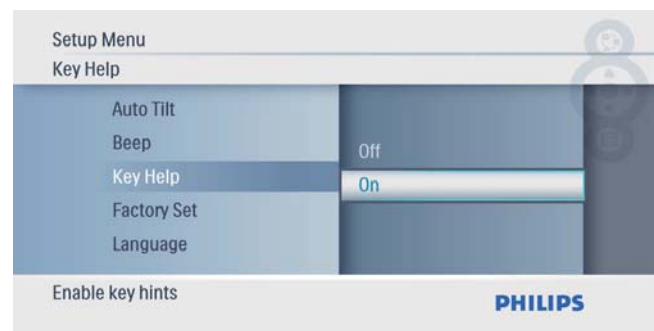 Setup Menu
Key Help
Auto Tilt
Beep
Key Help
Factory Set
Language
Off
On
Enable key hints
PHILIPS